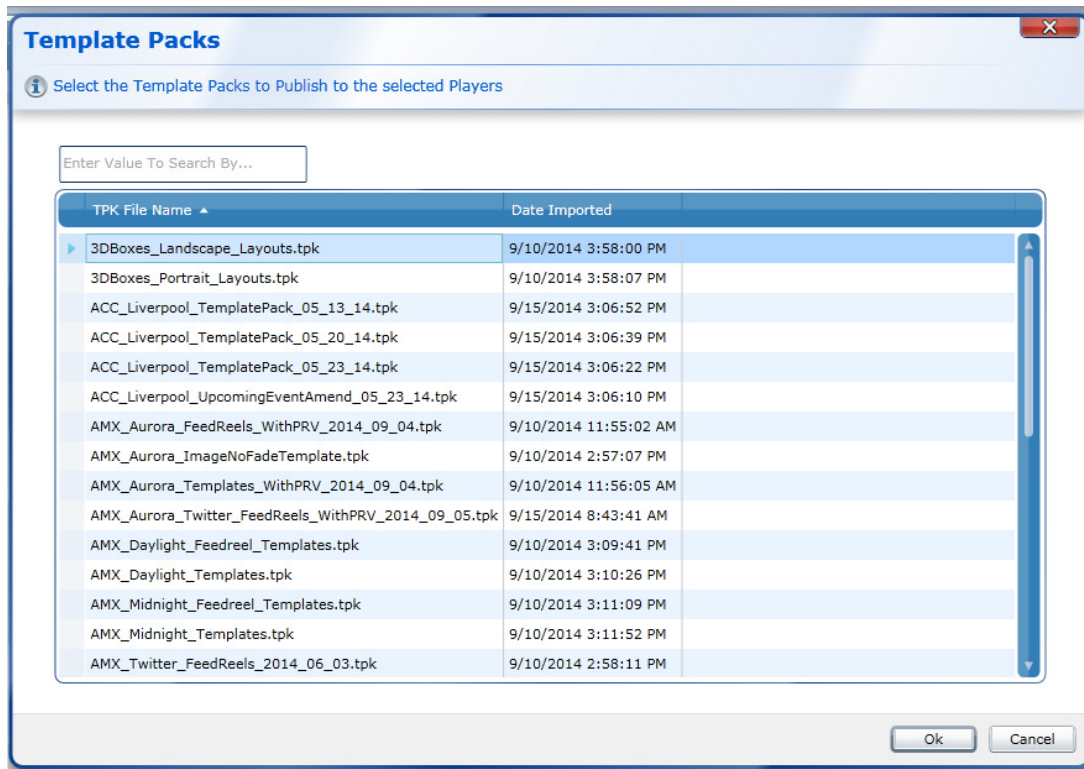 Template Packs
Select the Template Packs to Publish to the selected Players
Enter Value To Search By...
TPK File Name Date Imported
3DBoxes_Landscape_Layouts.tpk 9/10/2014 3:58:00 PM
3DBoxes_Portrait_Layouts.tpk 9/10/2014 3:58:07 PM
ACC_Liverpool_TemplatePack_05_13_14.tpk 9/15/2014 3:06:52 PM
ACC_Liverpool_TemplatePack_05_20_14.tpk 9/15/2014 3:06:39 PM
ACC_Liverpool_TemplatePack_05_23_14.tpk 9/15/2014 3:06:22 PM
ACC_Liverpool_UpcomingEventAmend_05_23_14.tpk 9/15/2014 3:06:10 PM
AMX_Aurora_FeedReels_WithPRV_2014_09_04.tpk 9/10/2014 11:55:02 AM
AMX_Aurora_ImageNoFadeTemplate.tpk 9/10/2014 2:57:07 PM
AMX_Aurora_Templates_WithPRV_2014_09_04.tpk 9/10/2014 11:56:05 AM
AMX_Aurora_Twitter_FeedReels_WithPRV_2014_09_05.tpk 9/15/2014 8:43:41 AM
AMX_Daylight_Feedreel_Templates.tpk 9/10/2014 3:09:41 PM
AMX_Daylight_Templates.tpk 9/10/2014 3:10:26 PM
AMX_Midnight_Feedreel_Templates.tpk 9/10/2014 3:11:09 PM
AMX_Midnight_Templates.tpk 9/10/2014 3:11:52 PM
AMX_Twitter_FeedReels_2014_06_03.tpk 9/10/2014 2:58:11 PM
Ok Cancel